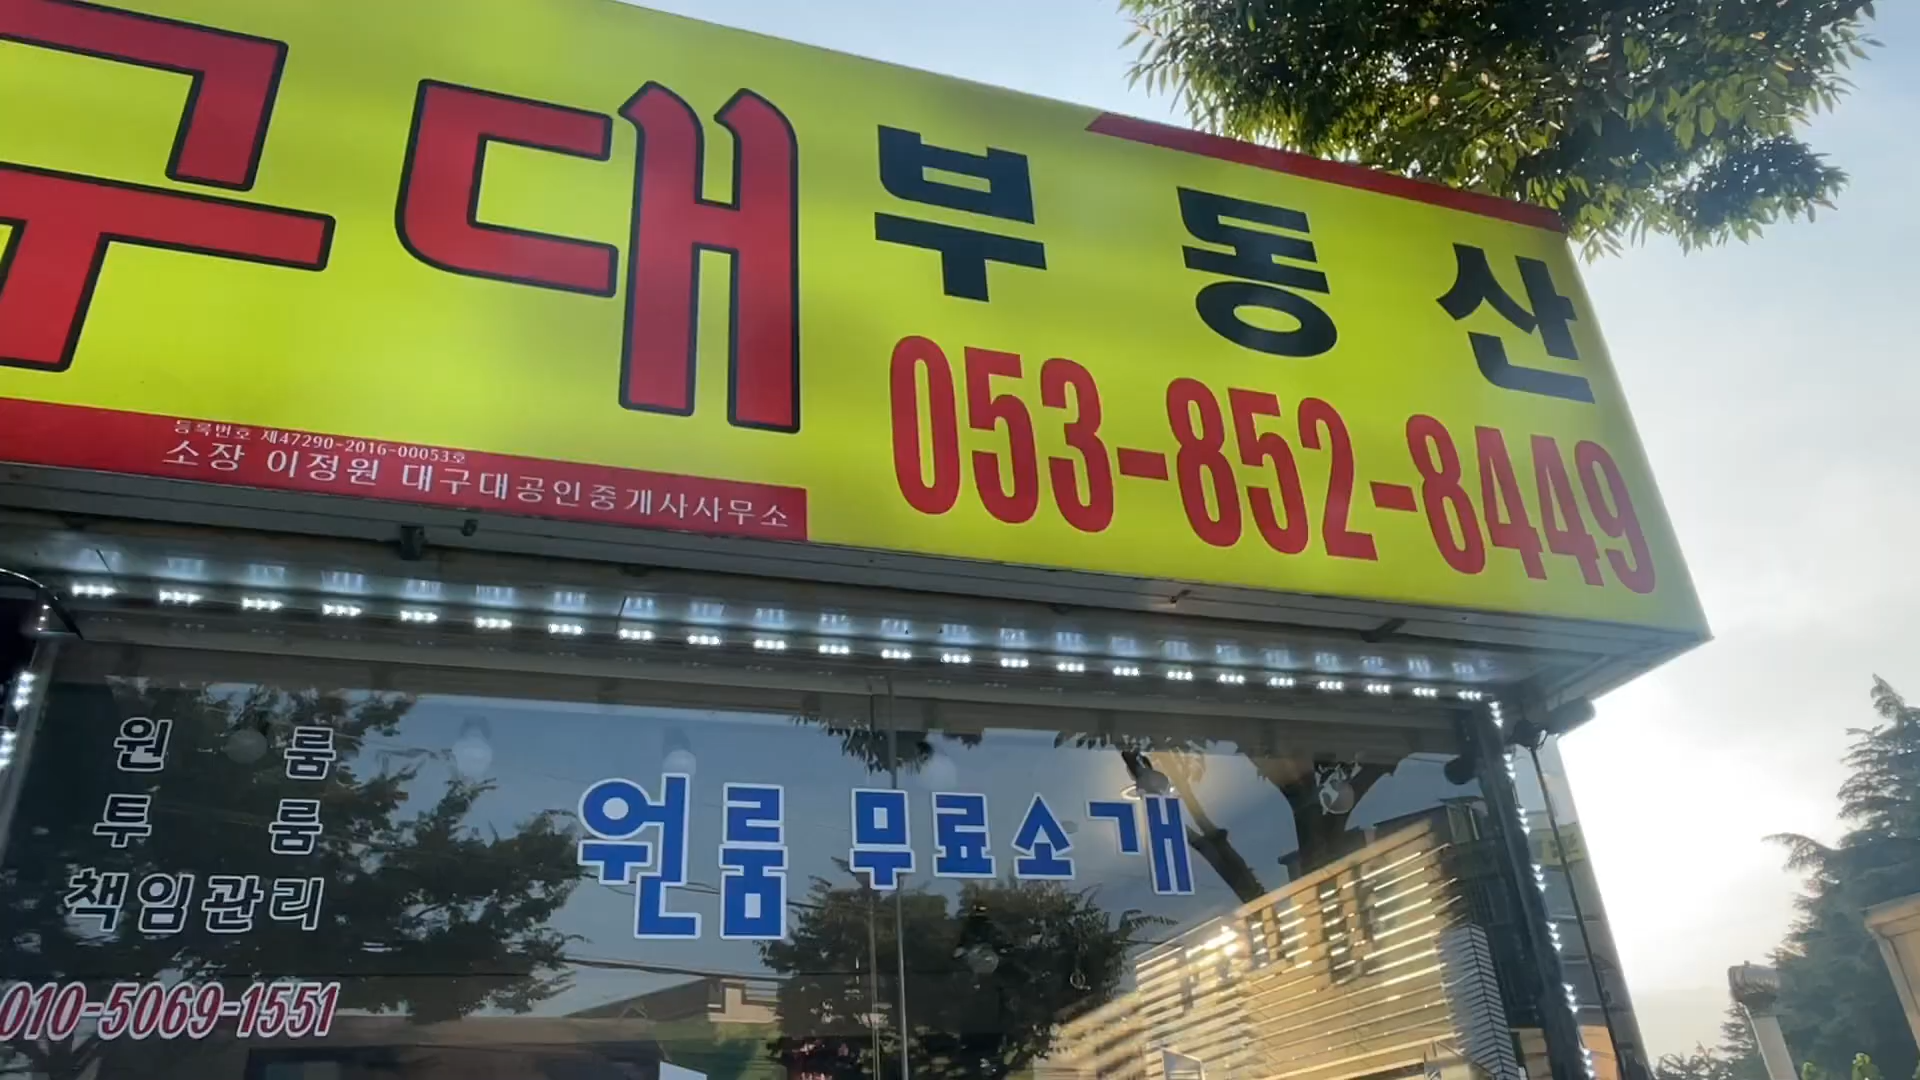 구대 부동산
053-852-8449
등록번호 제47290-2016-00053호
소장 이정원 대구대공인중개사사무소
원룸
투룸
책임관리
010-5069-1551
원룸 무료소개